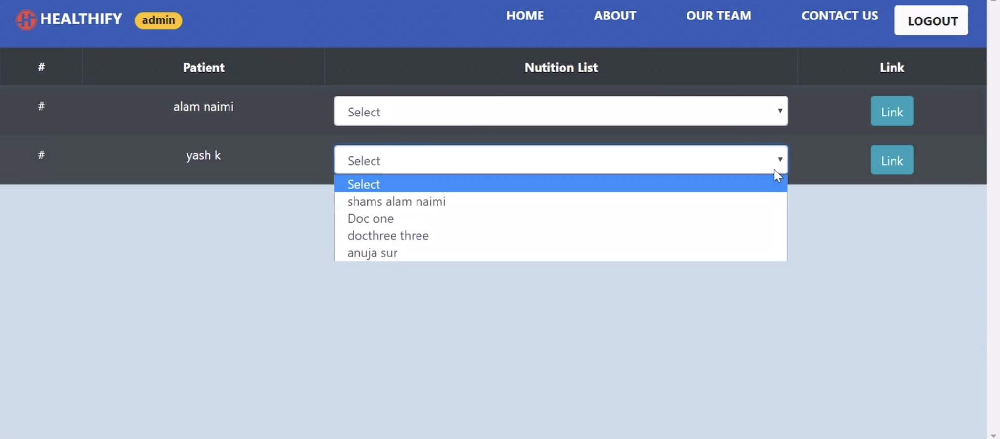 HEALTHIFY admin HOME ABOUT OUR TEAM CONTACT US LOGOUT
# Patient Nutition List Link
# alam naimi Select Link
# yash k Select Link
Select
shams alam naimi
Doc one
docthree three
anuja sur